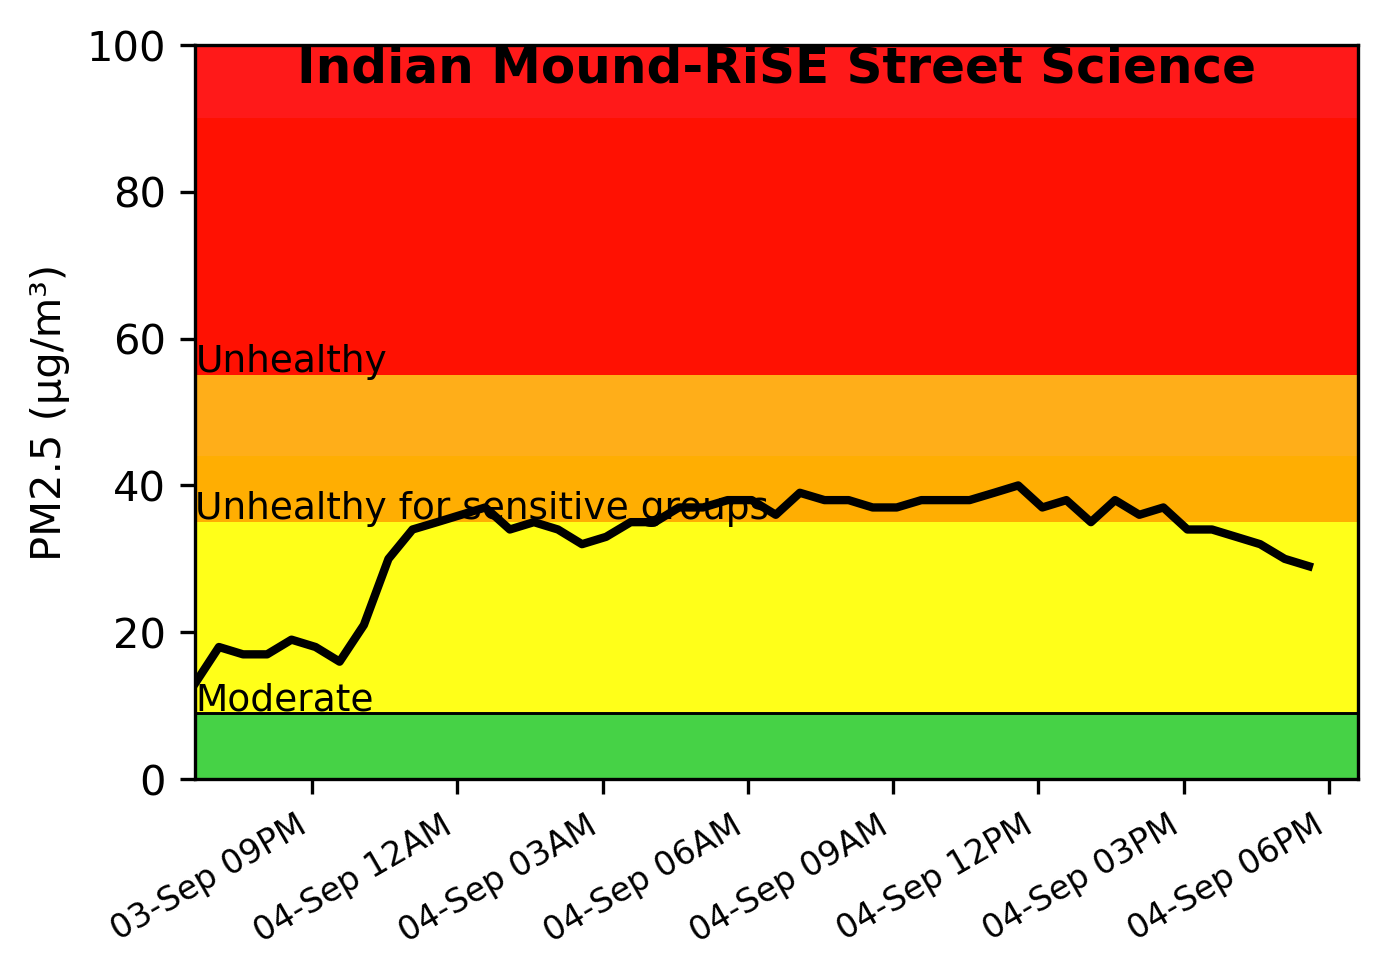 Indian Mound-RiSE Street Science
100
80
60
40
20
0
PM2.5 (µg/m³)
Unhealthy
Unhealthy for sensitive groups
Moderate
03-Sep 09PM
04-Sep 12AM
04-Sep 03AM
04-Sep 06AM
04-Sep 09AM
04-Sep 12PM
04-Sep 03PM
04-Sep 06PM